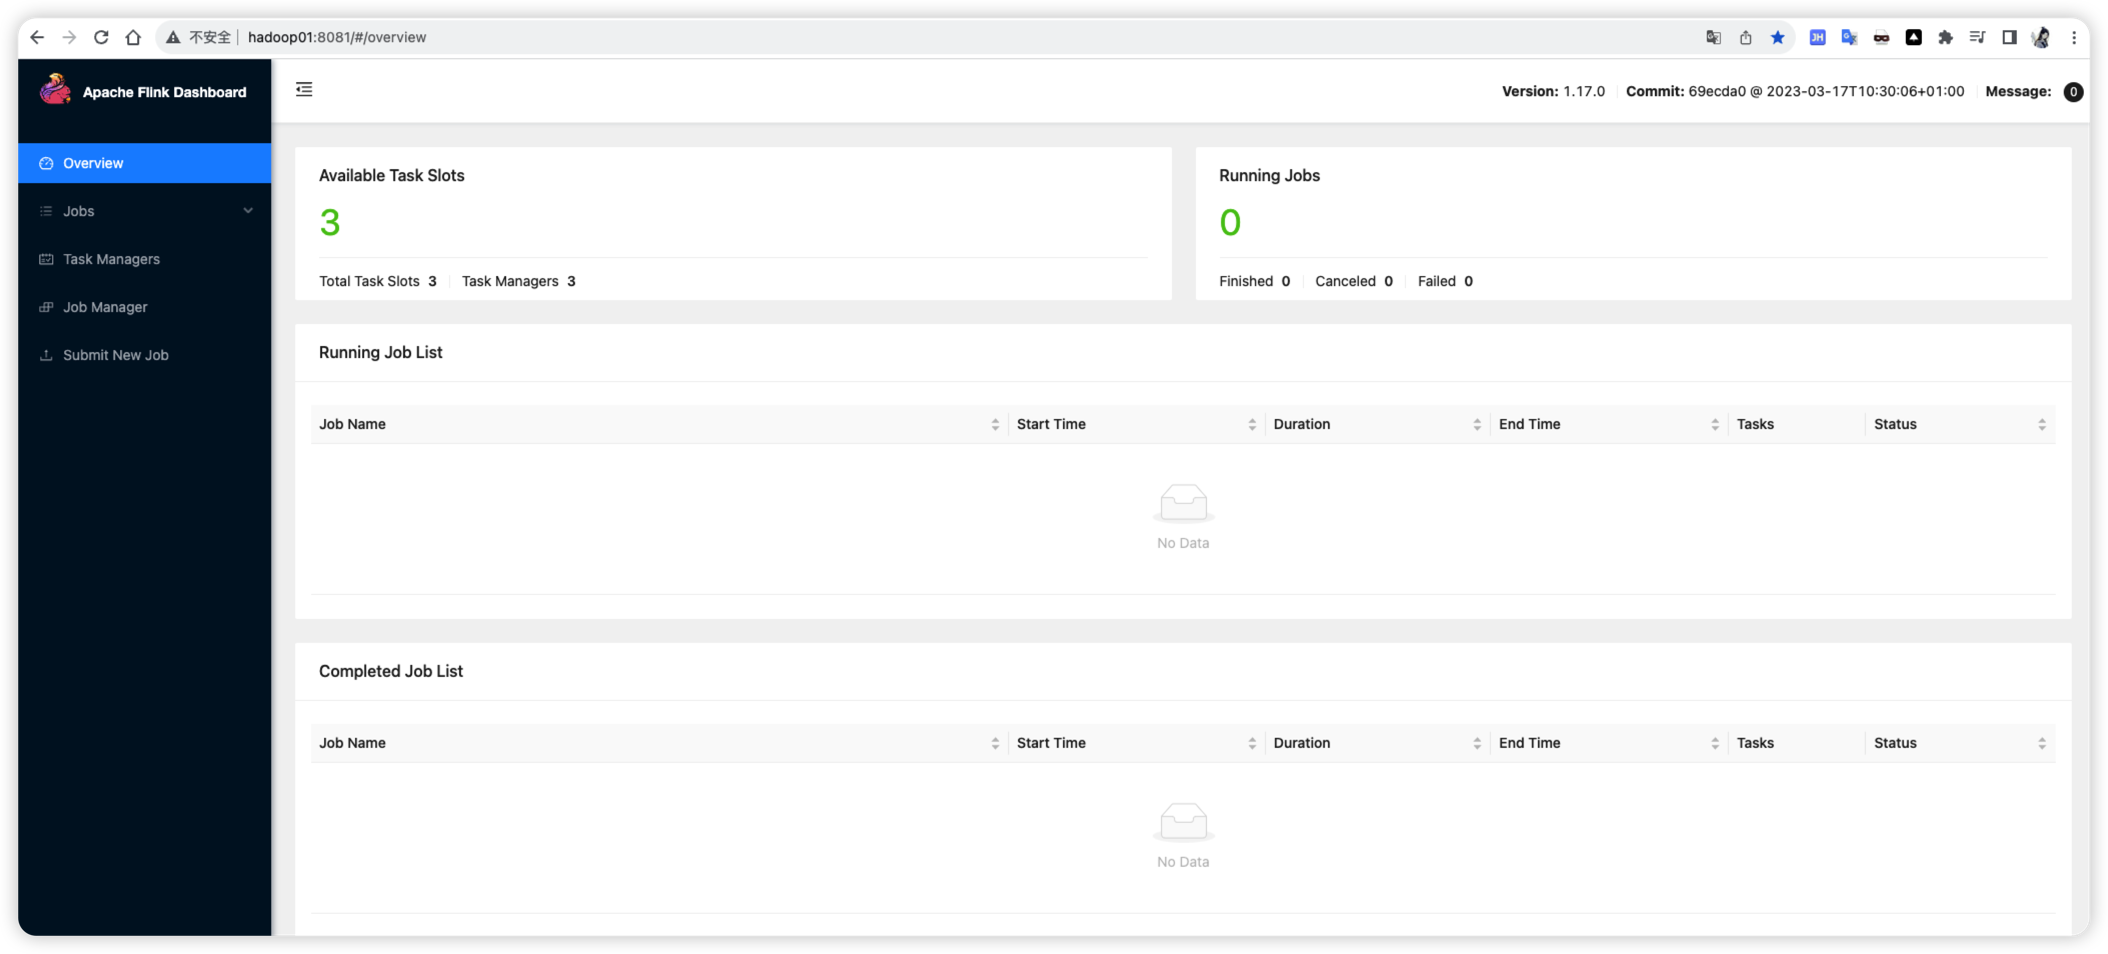 不安全 | hadoop01:8081/#/overview
JH
Apache Flink Dashboard
Version: 1.17.0 Commit: 69ecda0 @ 2023-03-17T10:30:06+01:00 Message: 0
Overview
Jobs
Task Managers
Job Manager
Submit New Job
Available Task Slots
3
Total Task Slots 3 Task Managers 3
Running Jobs
0
Finished 0 Canceled 0 Failed 0
Running Job List
Job Name Start Time Duration End Time Tasks Status
No Data
Completed Job List
Job Name Start Time Duration End Time Tasks Status
No Data